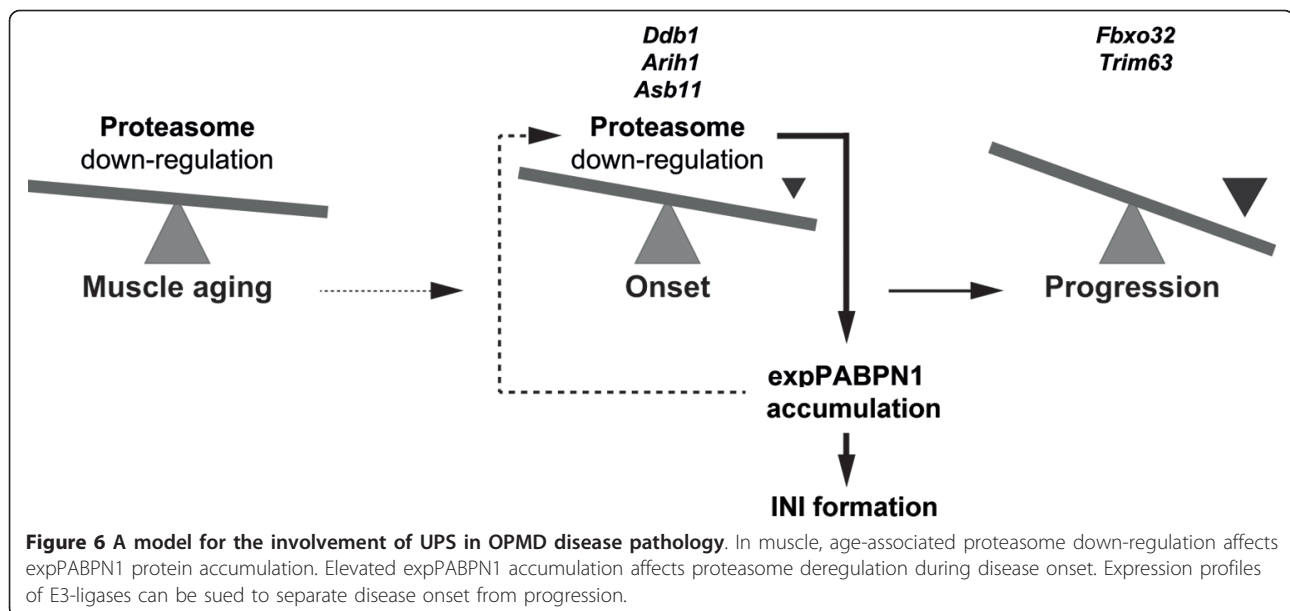 Ddb1
Arih1
Asb11
Fbxo32
Trim63
Proteasome
down-regulation
Proteasome
down-regulation
Muscle aging
Onset
Progression
expPABPN1
accumulation
INI formation
Figure 6 A model for the involvement of UPS in OPMD disease pathology. In muscle, age-associated proteasome down-regulation affects
expPABPN1 protein accumulation. Elevated expPABPN1 accumulation affects proteasome deregulation during disease onset. Expression profiles
of E3-ligases can be sued to separate disease onset from progression.